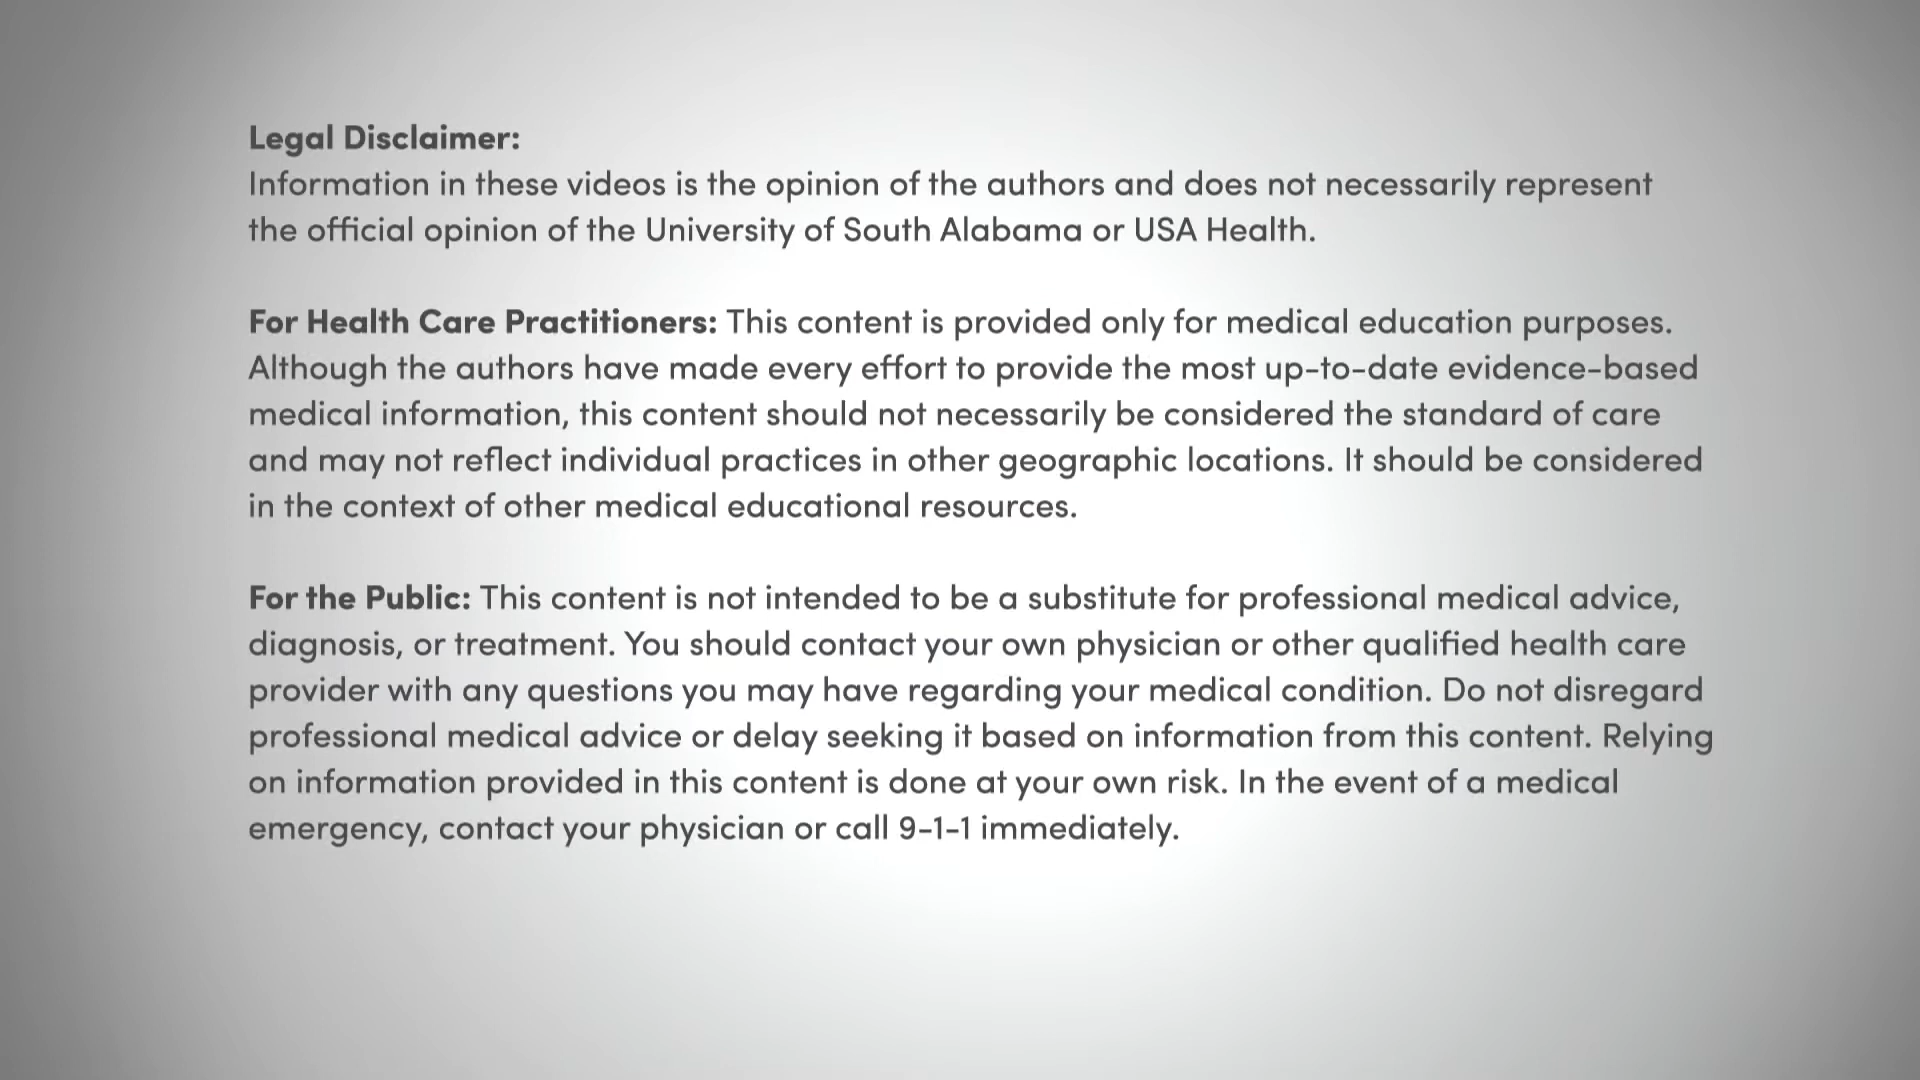 Legal Disclaimer:
Information in these videos is the opinion of the authors and does not necessarily represent
the official opinion of the University of South Alabama or USA Health.
For Health Care Practitioners: This content is provided only for medical education purposes.
Although the authors have made every effort to provide the most up-to-date evidence-based
medical information, this content should not necessarily be considered the standard of care
and may not reflect individual practices in other geographic locations. It should be considered
in the context of other medical educational resources.
For the Public: This content is not intended to be a substitute for professional medical advice,
diagnosis, or treatment. You should contact your own physician or other qualified health care
provider with any questions you may have regarding your medical condition. Do not disregard
professional medical advice or delay seeking it based on information from this content. Relying
on information provided in this content is done at your own risk. In the event of a medical
emergency, contact your physician or call 9-1-1 immediately.